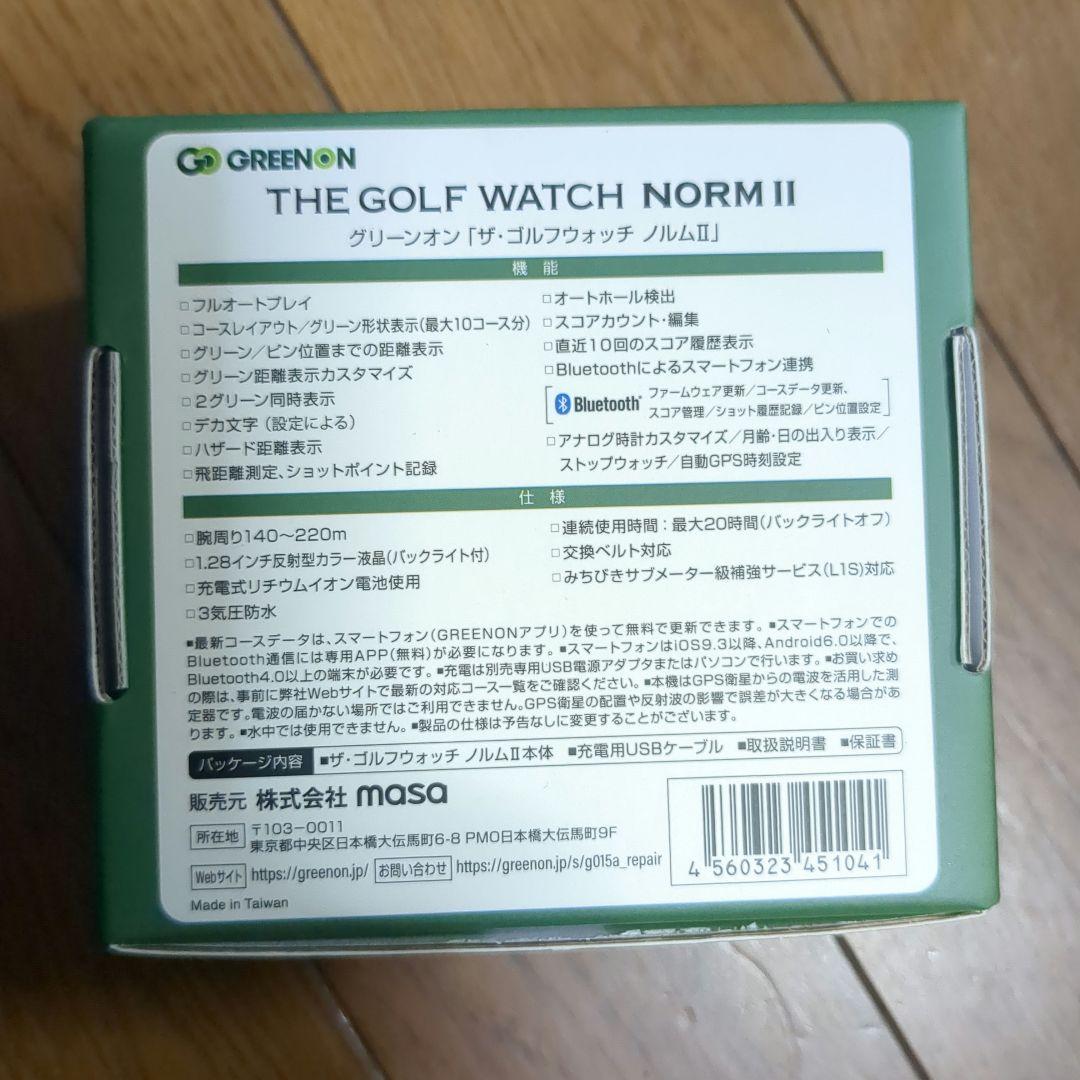 GO GREENON
THE GOLF WATCH NORM II
グリーンオン「ザ・ゴルフウォッチ ノルムⅡ」
機 能
□フルオートプレイ
□コースレイアウト/グリーン形状表示(最大10コース分)
□グリーン/ピン位置までの距離表示
□グリーン距離表示カスタマイズ
□2グリーン同時表示
□デカ文字(設定による)
□ハザード距離表示
□飛距離測定、ショットポイント記録
□オートホール検出
□スコアカウント・編集
□直近10回のスコア履歴表示
□Bluetoothによるスマートフォン連携
Bluetooth ファームウェア更新/コースデータ更新、
スコア管理/ショット履歴記録/ピン位置設定
□アナログ時計カスタマイズ/月齢・日の出入り表示/
ストップウォッチ/自動GPS時刻設定
仕 様
□腕周り140〜220m
□1.28インチ反射型カラー液晶(バックライト付)
□充電式リチウムイオン電池使用
□3気圧防水
□連続使用時間:最大20時間(バックライトオフ)
□交換ベルト対応
□みちびきサブメーター級補強サービス(L1S)対応
■最新コースデータは、スマートフォン(GREENONアプリ)を使って無料で更新できます。■スマートフォンでの
Bluetooth通信には専用APP(無料)が必要になります。■スマートフォンはiOS9.3以降、Android6.0以降で、
Bluetooth4.0以上の端末が必要です。■充電は別売専用USB電源アダプタまたはパソコンで行います。■お買い求め
の際は、事前に弊社Webサイトで最新の対応コース一覧をご確認ください。■本機はGPS衛星からの電波を活用した測
定器です。電波の届かない場所ではご利用できません。GPS衛星の配置や反射波の影響で誤差が大きくなる場合があ
ります。■水中では使用できません。■製品の仕様は予告なしに変更することがございます。
パッケージ内容 ■ザ・ゴルフウォッチ ノルムⅡ本体 ■充電用USBケーブル ■取扱説明書 ■保証書
販売元 株式会社 masa
所在地 〒103-0011
東京都中央区日本橋大伝馬町6-8 PMO日本橋大伝馬町9F
Webサイト https://greenon.jp/ お問い合わせ https://greenon.jp/s/g015a_repair
Made in Taiwan
4 560323 451041